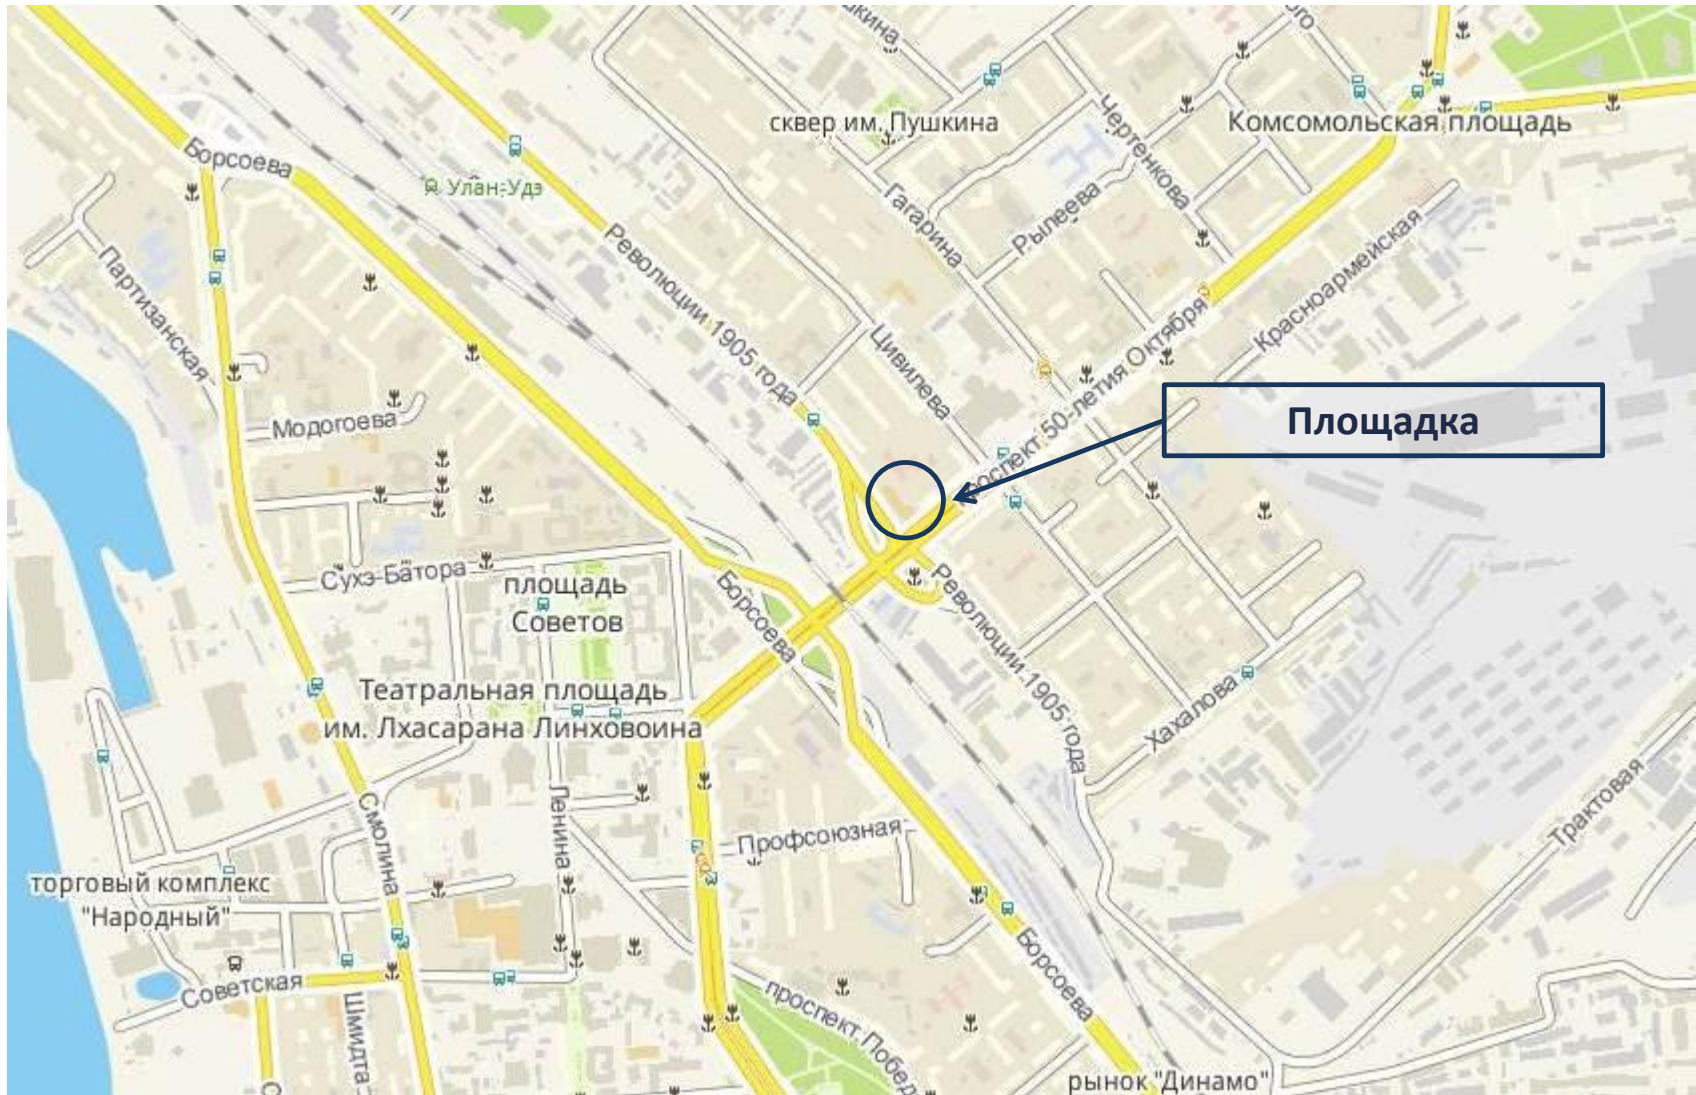 сквер им. Пушкина
Комсомольская площадь
Борсоева
Улан-Удэ
Чертенкова
Гагарина
Рылеева
Партизанская
Революции 1905 года
Красноармейская
Цивилева
проспект 50-летия Октября
Площадка
Модогоева
Сухэ-Батора
площадь
Советов
Борсоева
Революции 1905 года
Театральная площадь
им. Лхасарана Линховоина
Хахалова
Трактовая
Смолина
Ленина
Профсоюзная
торговый комплекс
"Народный"
Борсоева
Советская
Шмидта
проспект Побед
рынок "Динамо"